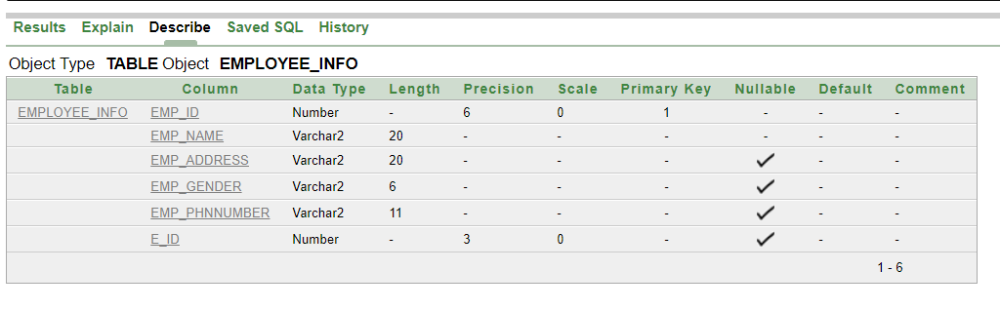 Results Explain Describe Saved SQL History
Object Type TABLE Object EMPLOYEE_INFO
Table Column Data Type Length Precision Scale Primary Key Nullable Default Comment
EMPLOYEE_INFO EMP_ID Number - 6 0 1 - - -
EMP_NAME Varchar2 20 - - - - - -
EMP_ADDRESS Varchar2 20 - - - ✓ - -
EMP_GENDER Varchar2 6 - - - ✓ - -
EMP_PHNNUMBER Varchar2 11 - - - ✓ - -
E_ID Number - 3 0 - ✓ - -
1 - 6